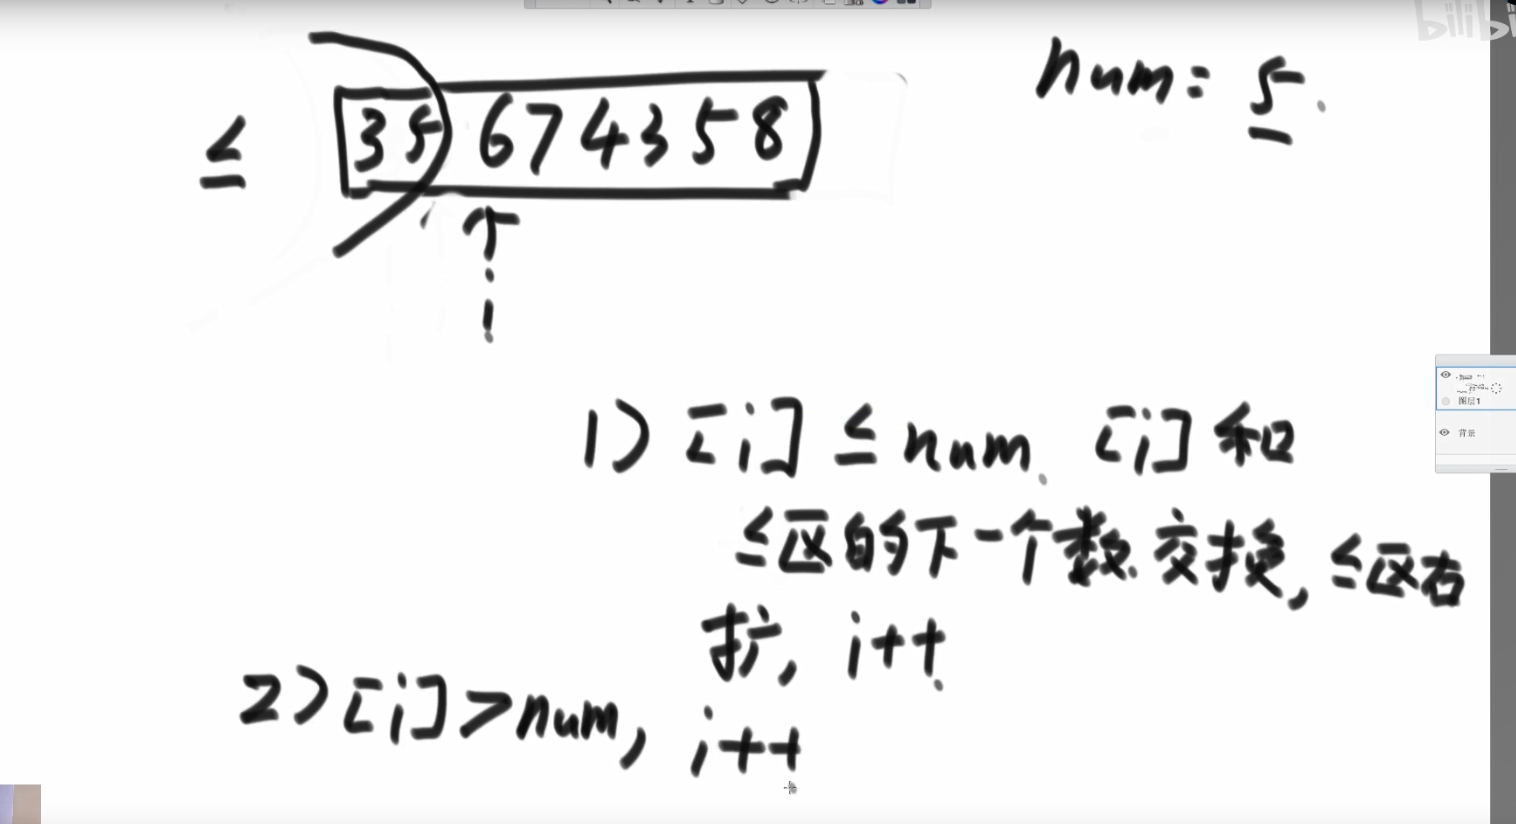 bilibi
num = 5.
≤ 3 5 6 7 4 3 5 8
i
1) [i] ≤ num. [i] 和
≤区的下一个数交换, ≤区右
扩, i++
2) [i] > num, i++
图层1
背景